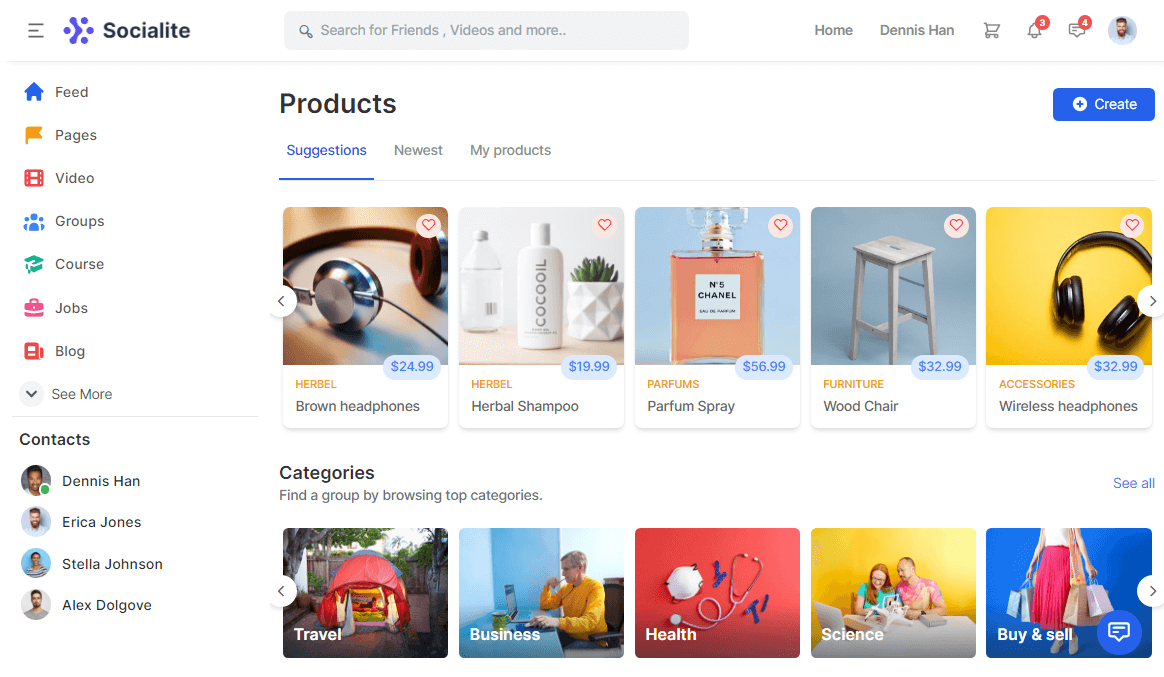 Socialite
Search for Friends , Videos and more..
Home
Dennis Han
3
4
Feed
Pages
Video
Groups
Course
Jobs
Blog
See More
Contacts
Dennis Han
Erica Jones
Stella Johnson
Alex Dolgove
Products
Create
Suggestions
Newest
My products
$24.99
HERBEL
Brown headphones
COCOOIL
$19.99
HERBEL
Herbal Shampoo
N°5
CHANEL
EAU DE PARFUM
$56.99
PARFUMS
Parfum Spray
$32.99
FURNITURE
Wood Chair
$32.99
ACCESSORIES
Wireless headphones
Categories
Find a group by browsing top categories.
See all
Travel
Business
Health
Science
Buy & sell